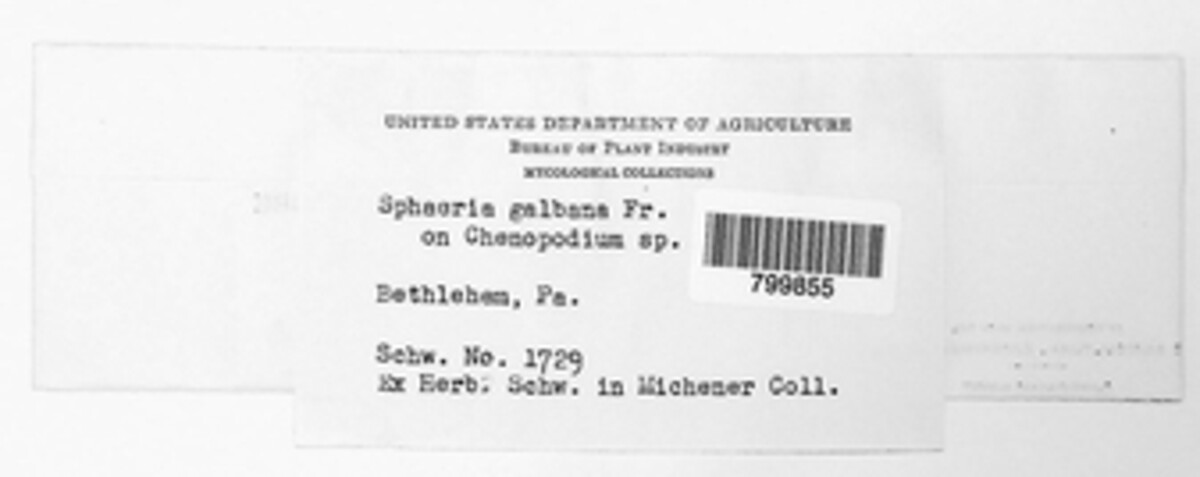 UNITED STATES DEPARTMENT OF AGRICULTURE
BUREAU OF PLANT INDUSTRY
MYCOLOGICAL COLLECTIONS
Sphaeria galbana Fr.
on Chenopodium sp.
799855
Bethlehem, Pa.
Schw. No. 1729
Ex Herb. Schw. in Michener Coll.